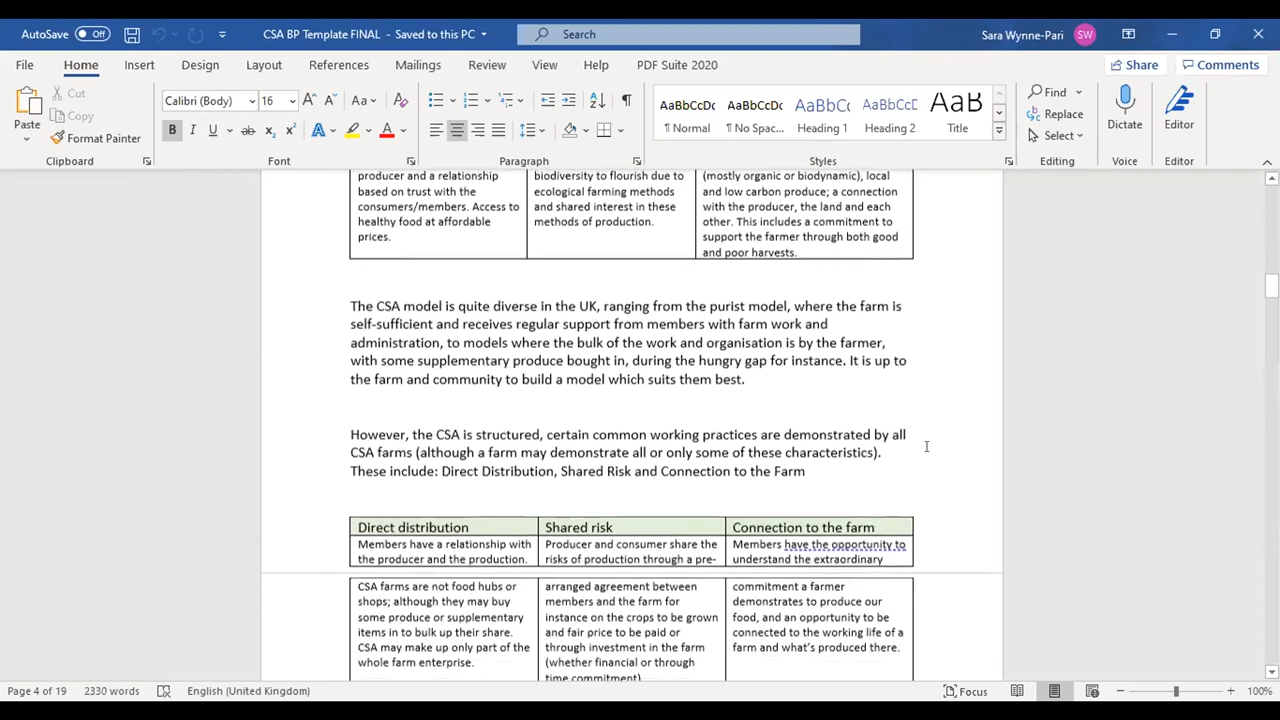 AutoSave Off CSA BP Template FINAL - Saved to this PC Search Sara Wynne-Pari SW
File Home Insert Design Layout References Mailings Review View Help PDF Suite 2020 Share Comments
Paste Cut Copy Format Painter
Clipboard
Calibri (Body) 16
Font
Paragraph
AaBbCcDc ¶ Normal
AaBbCcDc ¶ No Spac...
AaBbCcC Heading 1
AaBbCcD Heading 2
AaB Title
Styles
Find
Replace
Select
Editing
Dictate
Voice
Editor
Editor
producer and a relationship
based on trust with the
consumers/members. Access to
healthy food at affordable
prices.
biodiversity to flourish due to
ecological farming methods
and shared interest in these
methods of production.
(mostly organic or biodynamic), local
and low carbon produce; a connection
with the producer, the land and each
other. This includes a commitment to
support the farmer through both good
and poor harvests.
The CSA model is quite diverse in the UK, ranging from the purist model, where the farm is
self-sufficient and receives regular support from members with farm work and
administration, to models where the bulk of the work and organisation is by the farmer,
with some supplementary produce bought in, during the hungry gap for instance. It is up to
the farm and community to build a model which suits them best.
However, the CSA is structured, certain common working practices are demonstrated by all
CSA farms (although a farm may demonstrate all or only some of these characteristics).
These include: Direct Distribution, Shared Risk and Connection to the Farm
Direct distribution
Members have a relationship with
the producer and the production.
CSA farms are not food hubs or
shops; although they may buy
some produce or supplementary
items in to bulk up their share.
CSA may make up only part of the
whole farm enterprise.
Shared risk
Producer and consumer share the
risks of production through a pre-
arranged agreement between
members and the farm for
instance on the crops to be grown
and fair price to be paid or
through investment in the farm
(whether financial or through
time commitment)
Connection to the farm
Members have the opportunity to
understand the extraordinary
commitment a farmer
demonstrates to produce our
food, and an opportunity to be
connected to the working life of a
farm and what's produced there.
Page 4 of 19 2330 words English (United Kingdom) Focus 100%